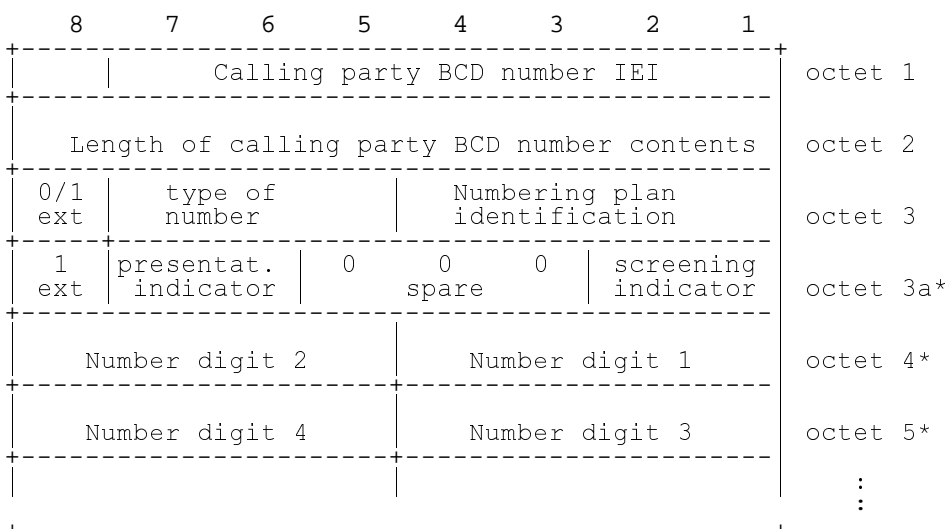 8 7 6 5 4 3 2 1
Calling party BCD number IEI octet 1
Length of calling party BCD number contents octet 2
0/1 type of Numbering plan
ext number identification octet 3
1 presentat. 0 0 0 screening
ext indicator spare indicator octet 3a*
Number digit 2 Number digit 1 octet 4*
Number digit 4 Number digit 3 octet 5*
:
: